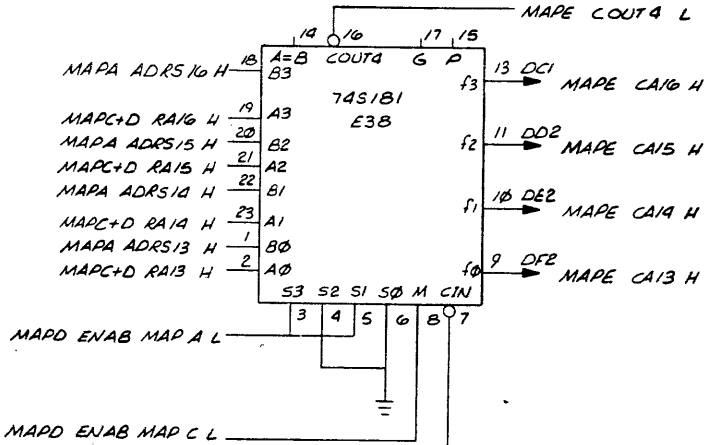 MAPE COUT4 L
14 16 17 15
A=B COUT4 G P
MAPA ADRS16 H 18 B3
f3 13 DC1 MAPE CA16 H
74S181
E38
MAPC+D RA16 H 19 A3
MAPA ADRS15 H 20 B2
f2 11 DD2 MAPE CA15 H
MAPC+D RA15 H 21 A2
MAPA ADRS14 H 22 B1
f1 10 DE2 MAPE CA14 H
MAPC+D RA14 H 23 A1
MAPA ADRS13 H 1 B0
MAPC+D RA13 H 2 A0
f0 9 DF2 MAPE CA13 H
S3 S2 S1 S0 M CIN
3 4 5 6 8 7
MAPD ENAB MAP A L
MAPD ENAB MAP C L